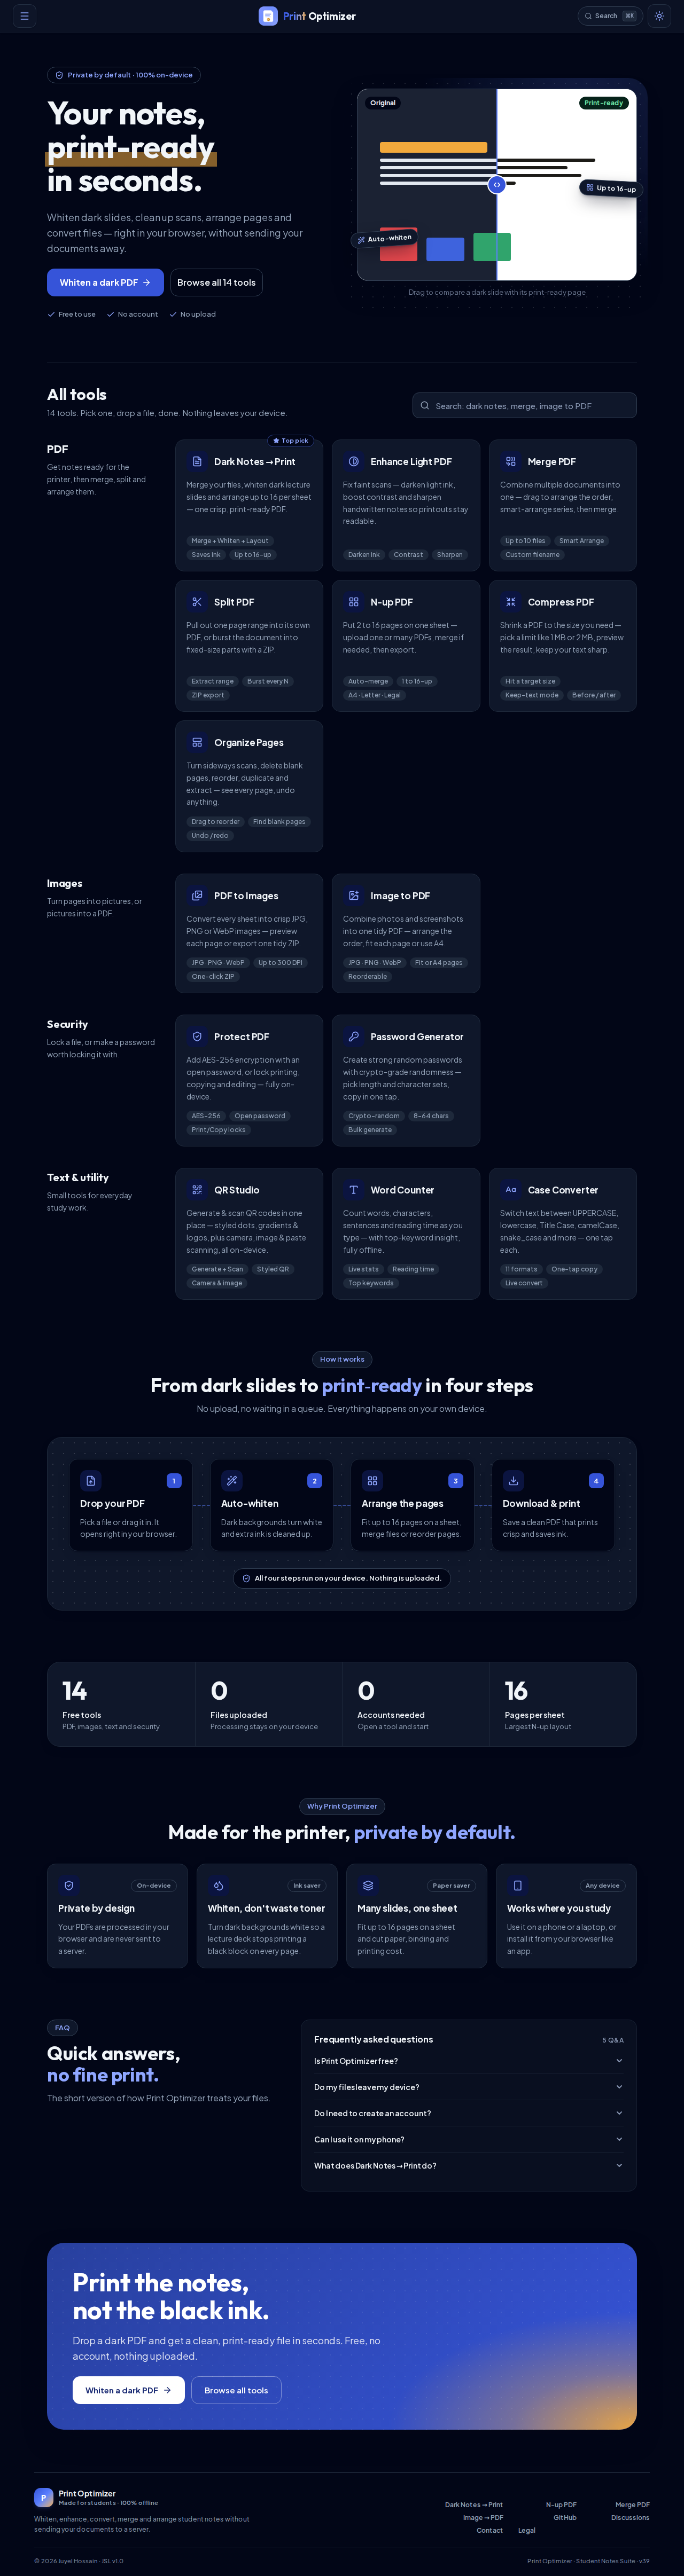 Print Optimizer
Search ⌘K
Private by default · 100% on-device
Your notes,
print-ready
in seconds.
Whiten dark slides, clean up scans, arrange pages and
convert files — right in your browser, without sending your
documents away.
Whiten a dark PDF →
Browse all 14 tools
Free to use
No account
No upload
Original
Print-ready
Up to 16-up
Auto-whiten
Drag to compare a dark slide with its print-ready page
All tools
14 tools. Pick one, drop a file, done. Nothing leaves your device.
Search: dark notes, merge, image to PDF
PDF
Get notes ready for the
printer, then merge, split and
arrange them.
Top pick
Dark Notes → Print
Merge your files, whiten dark lecture
slides and arrange up to 16 per sheet
— one crisp, print-ready PDF.
Merge + Whiten + Layout
Saves ink
Up to 16-up
Enhance Light PDF
Fix faint scans — darken light ink,
boost contrast and sharpen
handwritten notes so printouts stay
readable.
Darken ink
Contrast
Sharpen
Merge PDF
Combine multiple documents into
one — drag to arrange the order,
smart-arrange series, then merge.
Up to 10 files
Smart Arrange
Custom filename
Split PDF
Pull out one page range into its own
PDF, or burst the document into
fixed-size parts with a ZIP.
Extract range
Burst every N
ZIP export
N-up PDF
Put 2 to 16 pages on one sheet —
upload one or many PDFs, merge if
needed, then export.
Auto-merge
1 to 16-up
A4 · Letter · Legal
Compress PDF
Shrink a PDF to the size you need —
pick a limit like 1 MB or 2 MB, preview
the result, keep your text sharp.
Hit a target size
Keep-text mode
Before / after
Organize Pages
Turn sideways scans, delete blank
pages, reorder, duplicate and
extract — see every page, undo
anything.
Drag to reorder
Find blank pages
Undo / redo
Images
Turn pages into pictures, or
pictures into a PDF.
PDF to Images
Convert every sheet into crisp JPG,
PNG or WebP images — preview
each page or export one tidy ZIP.
JPG · PNG · WebP
Up to 300 DPI
One-click ZIP
Image to PDF
Combine photos and screenshots
into one tidy PDF — arrange the
order, fit each page or use A4.
JPG · PNG · WebP
Fit or A4 pages
Reorderable
Security
Lock a file, or make a password
worth locking it with.
Protect PDF
Add AES-256 encryption with an
open password, or lock printing,
copying and editing — fully on-
device.
AES-256
Open password
Print/Copy locks
Password Generator
Create strong random passwords
with crypto-grade randomness —
pick length and character sets,
copy in one tap.
Crypto-random
8–64 chars
Bulk generate
Text & utility
Small tools for everyday
study work.
QR Studio
Generate & scan QR codes in one
place — styled dots, gradients &
logos, plus camera, image & paste
scanning, all on-device.
Generate + Scan
Styled QR
Camera & image
Word Counter
Count words, characters,
sentences and reading time as you
type — with top-keyword insight,
fully offline.
Live stats
Reading time
Top keywords
Aa
Case Converter
Switch text between UPPERCASE,
lowercase, Title Case, camelCase,
snake_case and more — one tap
each.
11 formats
One-tap copy
Live convert
How it works
From dark slides to print-ready in four steps
No upload, no waiting in a queue. Everything happens on your own device.
1
Drop your PDF
Pick a file or drag it in. It
opens right in your browser.
2
Auto-whiten
Dark backgrounds turn white
and extra ink is cleaned up.
3
Arrange the pages
Fit up to 16 pages on a sheet,
merge files or reorder pages.
4
Download & print
Save a clean PDF that prints
crisp and saves ink.
All four steps run on your device. Nothing is uploaded.
14
Free tools
PDF, images, text and security
0
Files uploaded
Processing stays on your device
0
Accounts needed
Open a tool and start
16
Pages per sheet
Largest N-up layout
Why Print Optimizer
Made for the printer, private by default.
On-device
Private by design
Your PDFs are processed in your
browser and are never sent to
a server.
Ink saver
Whiten, don't waste toner
Turn dark backgrounds white so a
lecture deck stops printing a
black block on every page.
Paper saver
Many slides, one sheet
Fit up to 16 pages on a sheet
and cut paper, binding and
printing cost.
Any device
Works where you study
Use it on a phone or a laptop, or
install it from your browser like
an app.
FAQ
Quick answers,
no fine print.
The short version of how Print Optimizer treats your files.
Frequently asked questions
5 Q&A
Is Print Optimizer free?
Do my files leave my device?
Do I need to create an account?
Can I use it on my phone?
What does Dark Notes → Print do?
Print the notes,
not the black ink.
Drop a dark PDF and get a clean, print-ready file in seconds. Free, no
account, nothing uploaded.
Whiten a dark PDF →
Browse all tools
P
Print Optimizer
Made for students · 100% offline
Whiten, enhance, convert, merge and arrange student notes without
sending your documents to a server.
Dark Notes → Print
N-up PDF
Merge PDF
Image → PDF
GitHub
Discussions
Contact
Legal
© 2026 Juyel Hossain · JSL v1.0
Print Optimizer · Student Notes Suite · v39